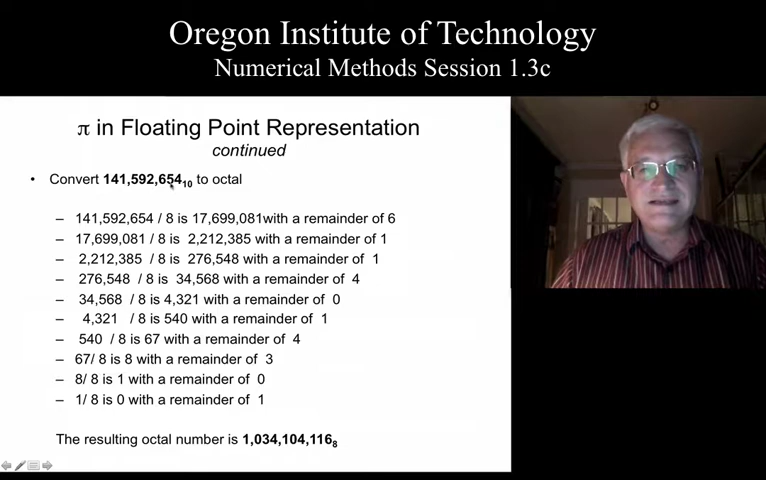 Oregon Institute of Technology
Numerical Methods Session 1.3c
π in Floating Point Representation
continued
• Convert 141,592,654₁₀ to octal
– 141,592,654 / 8 is 17,699,081with a remainder of 6
– 17,699,081 / 8 is 2,212,385 with a remainder of 1
– 2,212,385 / 8 is 276,548 with a remainder of 1
– 276,548 / 8 is 34,568 with a remainder of 4
– 34,568 / 8 is 4,321 with a remainder of 0
– 4,321 / 8 is 540 with a remainder of 1
– 540 / 8 is 67 with a remainder of 4
– 67/ 8 is 8 with a remainder of 3
– 8/ 8 is 1 with a remainder of 0
– 1/ 8 is 0 with a remainder of 1
The resulting octal number is 1,034,104,116₈